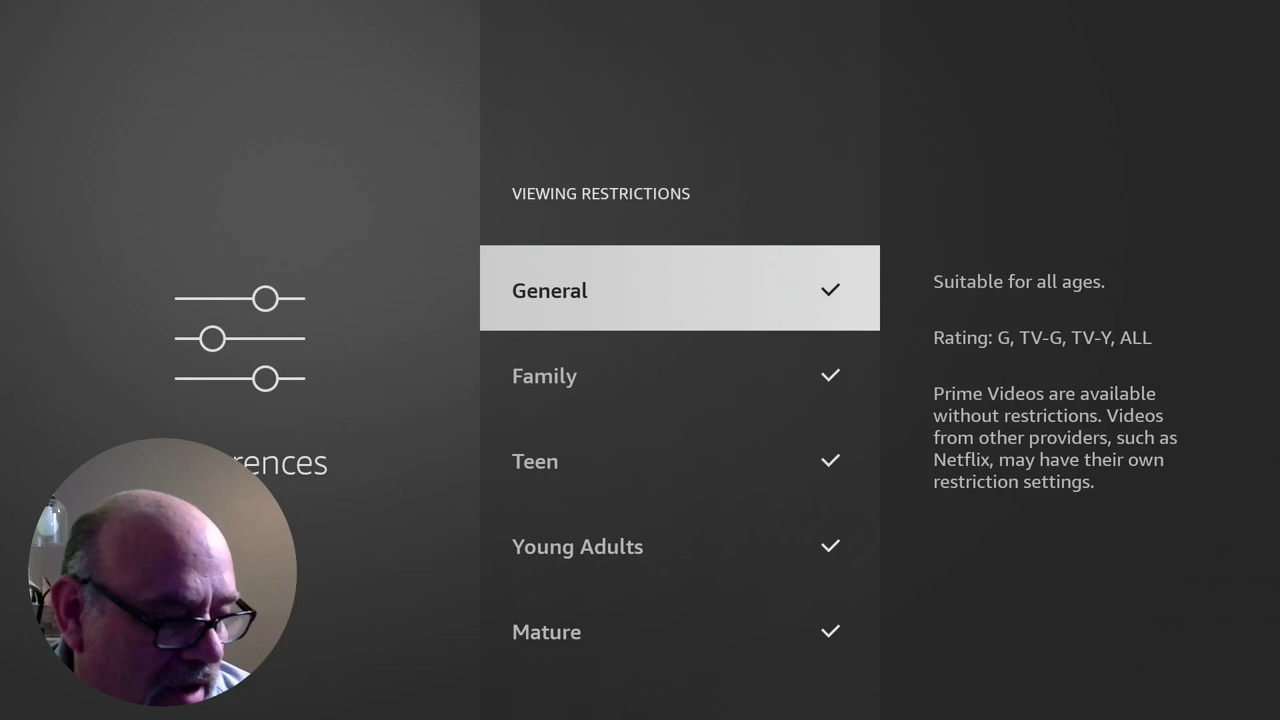 VIEWING RESTRICTIONS
General
Family
Teen
Young Adults
Mature
rences
Suitable for all ages.
Rating: G, TV-G, TV-Y, ALL
Prime Videos are available
without restrictions. Videos
from other providers, such as
Netflix, may have their own
restriction settings.